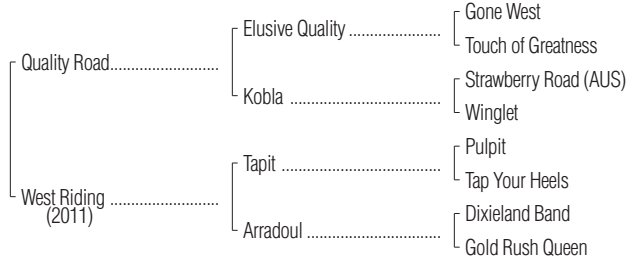 Gone West
Elusive Quality ....................
Touch of Greatness
Quality Road........................
Strawberry Road (AUS)
Kobla .................................
Winglet
Pulpit
Tapit ...................................
Tap Your Heels
West Riding ........................
(2011)
Dixieland Band
Arradoul .............................
Gold Rush Queen